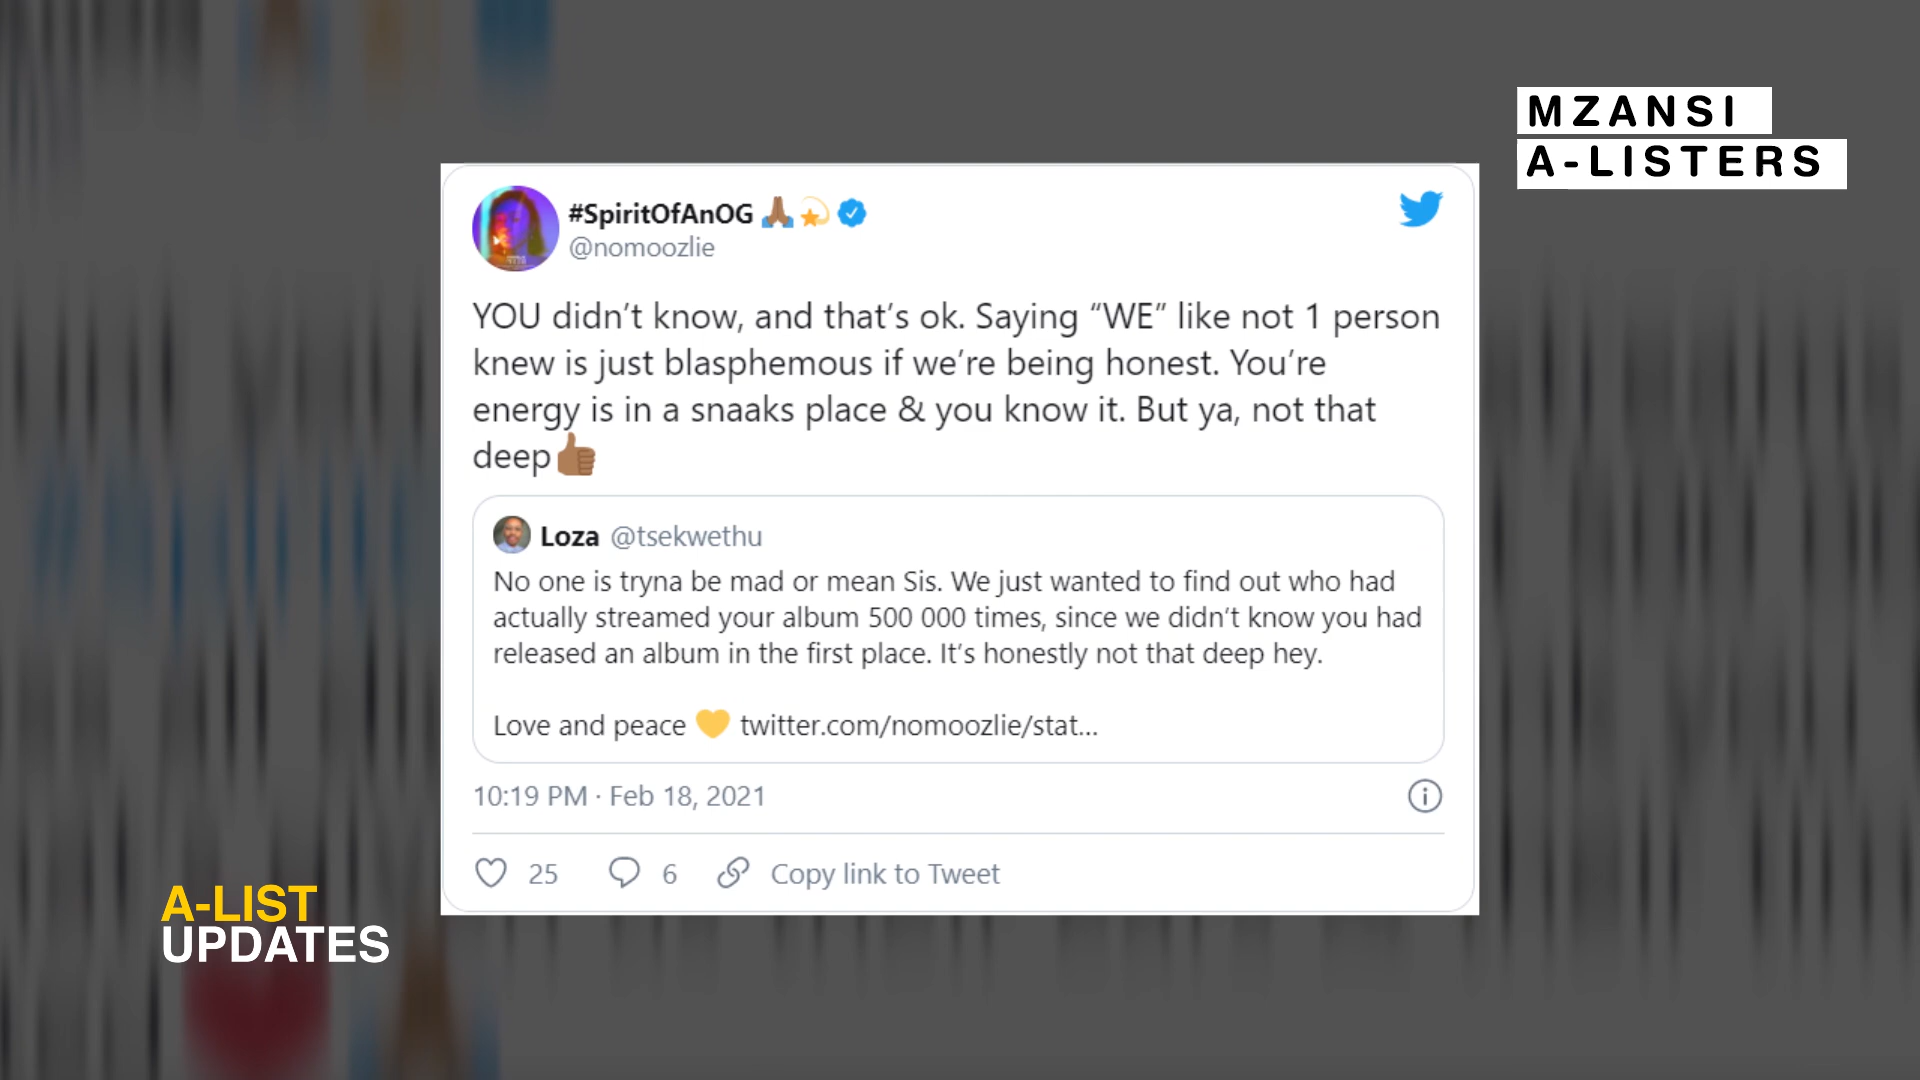 MZANSI
A-LISTERS
#SpiritOfAnOG 🙏🏾💫
@nomoozlie
YOU didn’t know, and that’s ok. Saying “WE” like not 1 person
knew is just blasphemous if we’re being honest. You’re
energy is in a snaaks place & you know it. But ya, not that
deep👍🏾
Loza @tsekwethu
No one is tryna be mad or mean Sis. We just wanted to find out who had
actually streamed your album 500 000 times, since we didn’t know you had
released an album in the first place. It’s honestly not that deep hey.
Love and peace 💛 twitter.com/nomoozlie/stat...
10:19 PM · Feb 18, 2021
25 6 Copy link to Tweet
A-LIST
UPDATES